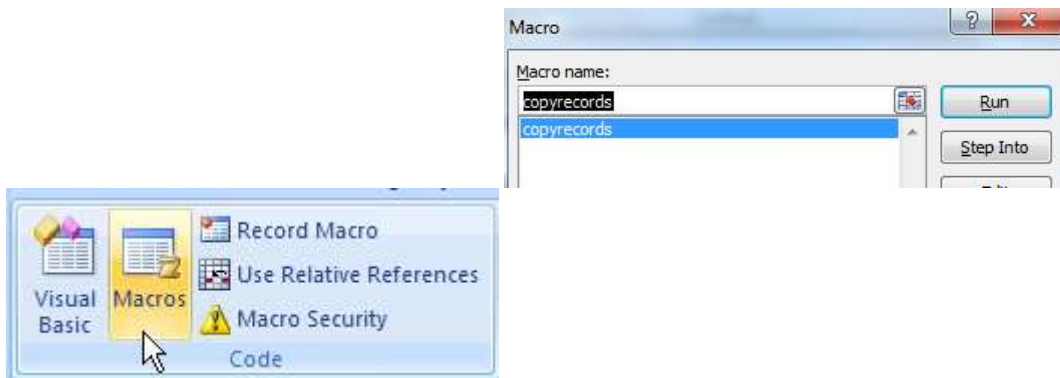 Macro
Macro name:
copyrecords
Run
copyrecords
Step Into
Record Macro
Use Relative References
Visual Basic
Macros
Macro Security
Code